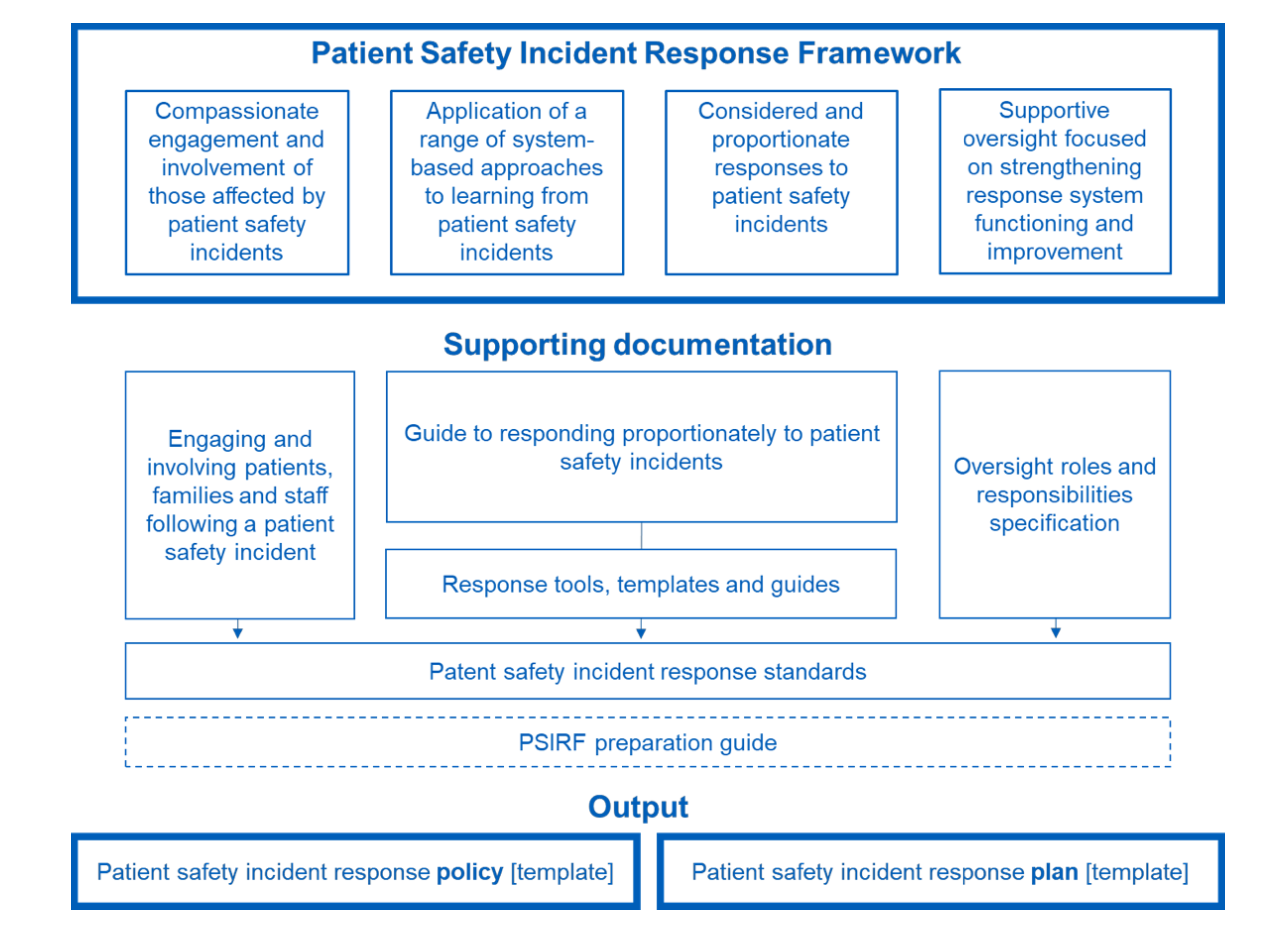 Patient Safety Incident Response Framework
Compassionate
engagement and
involvement of
those affected by
patient safety
incidents
Application of a
range of system-
based approaches
to learning from
patient safety
incidents
Considered and
proportionate
responses to
patient safety
incidents
Supportive
oversight focused
on strengthening
response system
functioning and
improvement
Supporting documentation
Engaging and
involving patients,
families and staff
following a patient
safety incident
Guide to responding proportionately to patient
safety incidents
Response tools, templates and guides
Oversight roles and
responsibilities
specification
Patent safety incident response standards
PSIRF preparation guide
Output
Patient safety incident response policy [template]
Patient safety incident response plan [template]